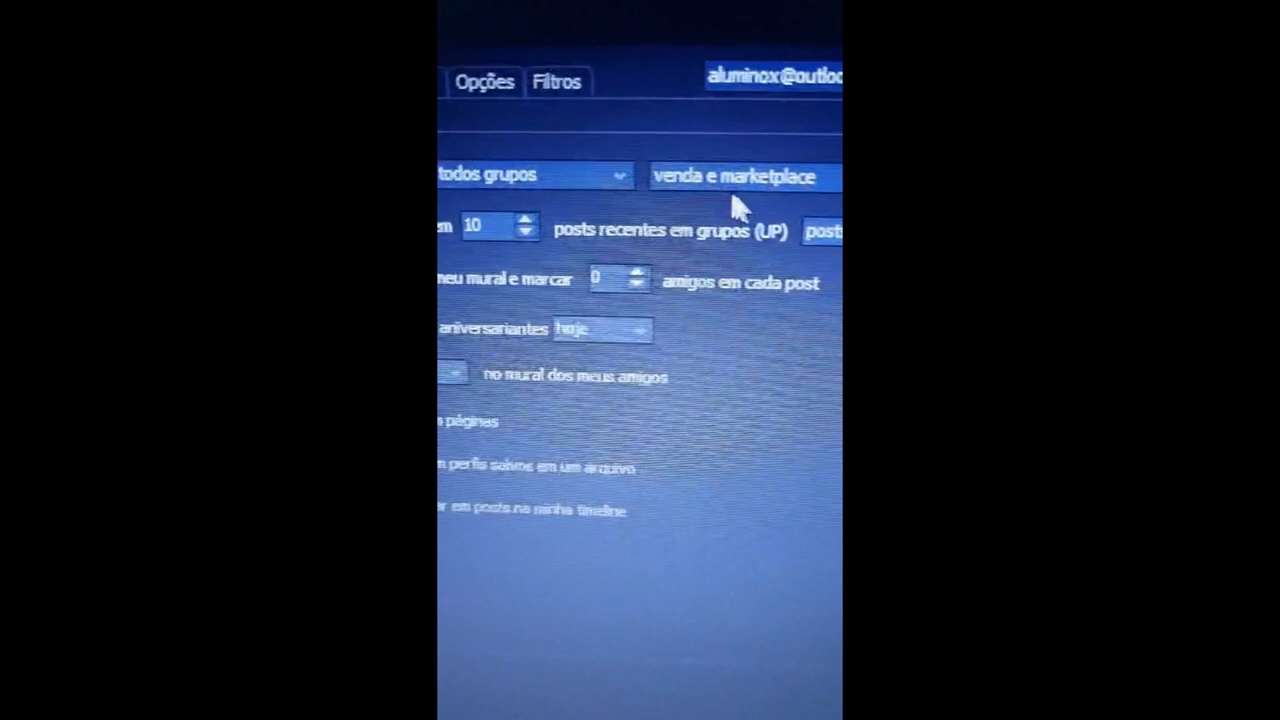 Opções Filtros aluminox@outloo
todos grupos venda e marketplace
em 10 posts recentes em grupos (UP) posts
meu mural e marcar 0 amigos em cada post
aniversariantes hoje
no mural dos meus amigos
páginas
perfis salvos em um arquivo
em posts na minha timeline